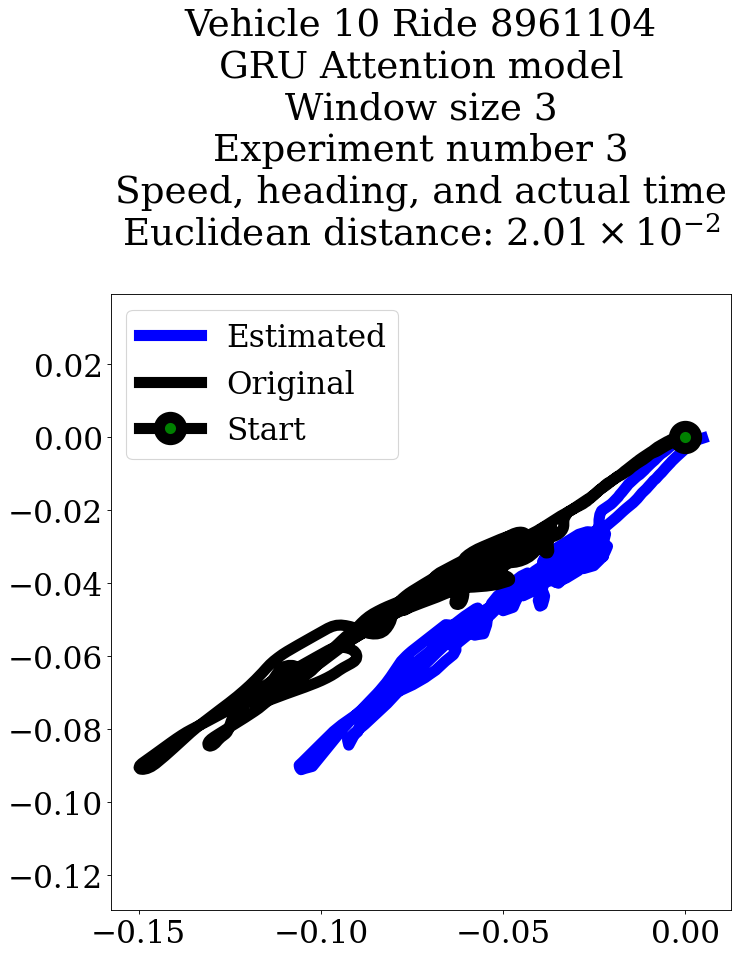 Vehicle 10 Ride 8961104
GRU Attention model
Window size 3
Experiment number 3
Speed, heading, and actual time
Euclidean distance: 2.01 × 10⁻²
Estimated
Original
Start
0.02
0.00
−0.02
−0.04
−0.06
−0.08
−0.10
−0.12
−0.15
−0.10
−0.05
0.00